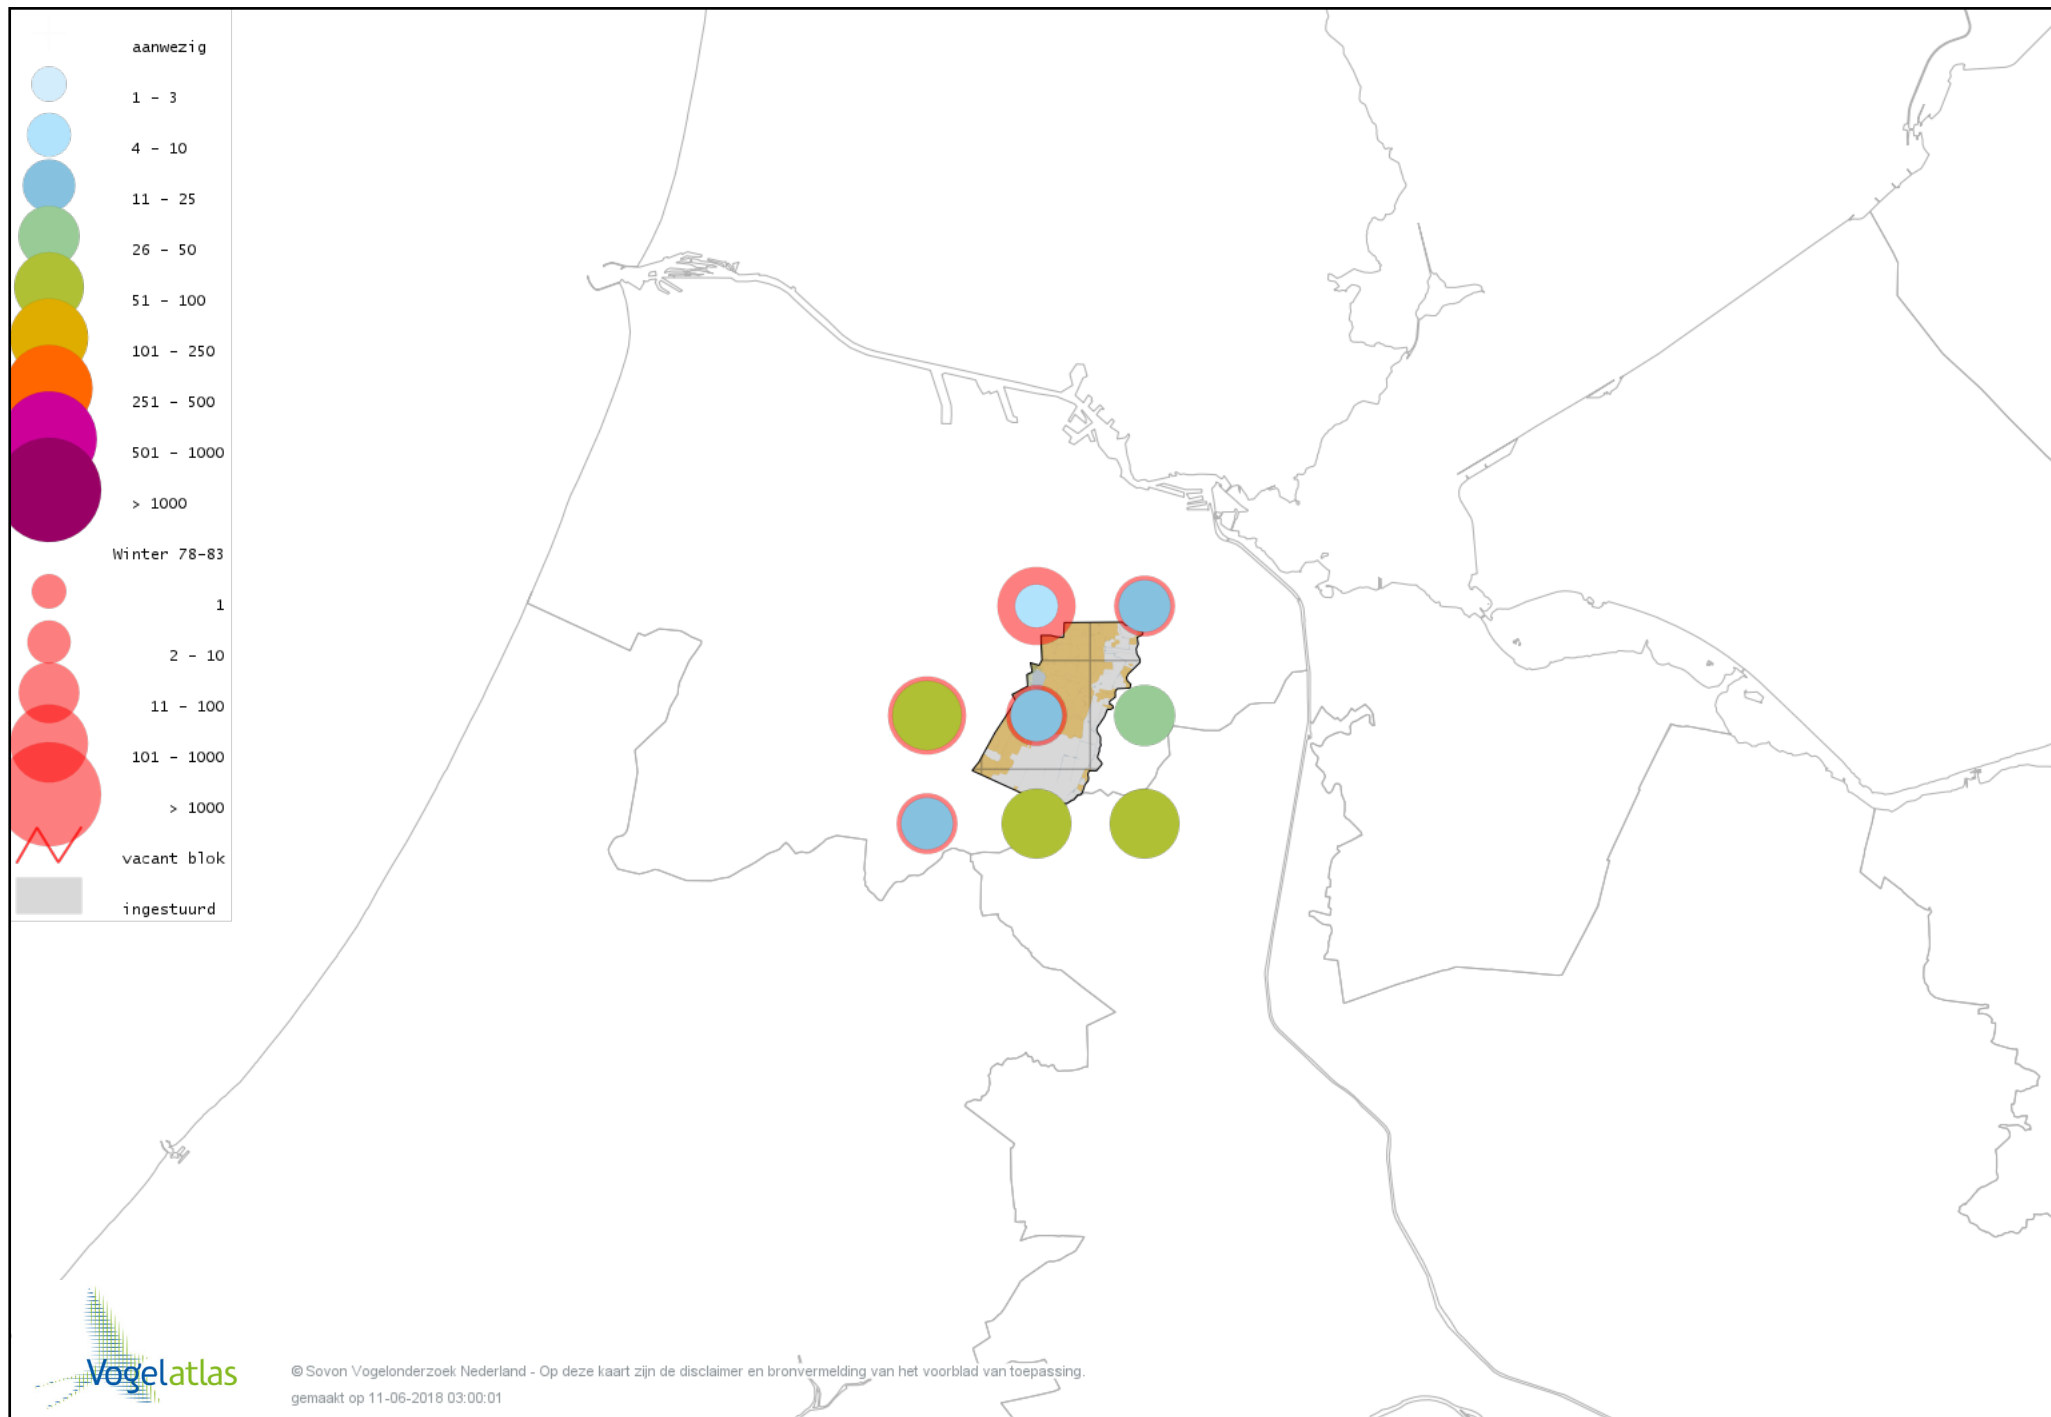 aanwezig
1 - 3
4 - 10
11 - 25
26 - 50
51 - 100
101 - 250
251 - 500
501 - 1000
> 1000
Winter 78-83
1
2 - 10
11 - 100
101 - 1000
> 1000
vacant blok
ingestuurd
Vogelatlas
© Sovon Vogelonderzoek Nederland - Op deze kaart zijn de disclaimer en bronvermelding van het voorblad van toepassing.
gemaakt op 11-06-2018 03:00:01